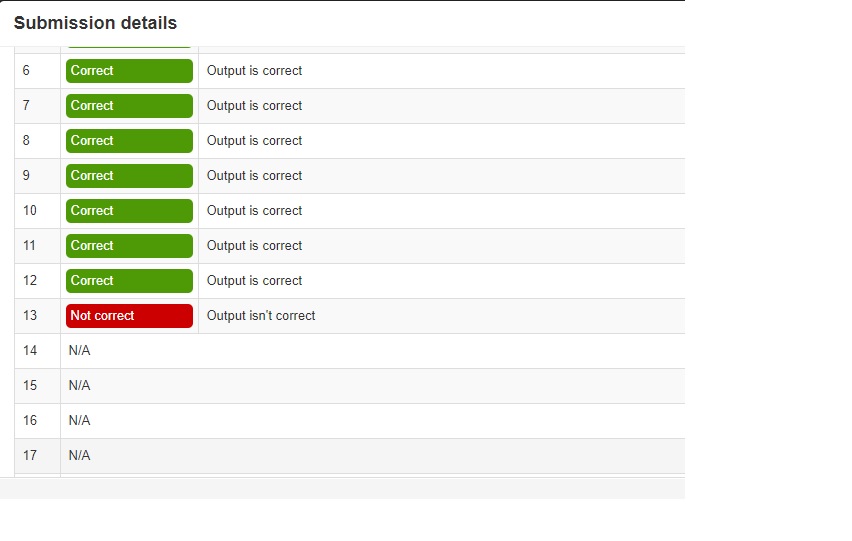 Submission details
6 Correct Output is correct
7 Correct Output is correct
8 Correct Output is correct
9 Correct Output is correct
10 Correct Output is correct
11 Correct Output is correct
12 Correct Output is correct
13 Not correct Output isn't correct
14 N/A
15 N/A
16 N/A
17 N/A